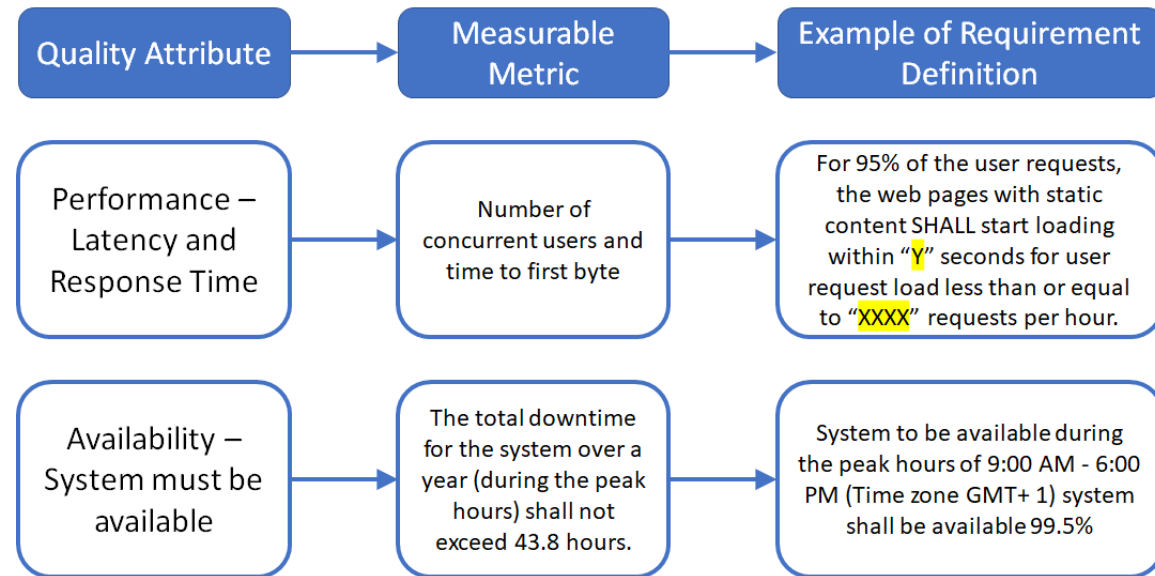 Quality Attribute
Measurable
Metric
Example of Requirement
Definition
Performance –
Latency and
Response Time
Number of
concurrent users and
time to first byte
For 95% of the user requests,
the web pages with static
content SHALL start loading
within “Y” seconds for user
request load less than or equal
to “XXXX” requests per hour.
Availability –
System must be
available
The total downtime
for the system over a
year (during the peak
hours) shall not
exceed 43.8 hours.
System to be available during
the peak hours of 9:00 AM - 6:00
PM (Time zone GMT+ 1) system
shall be available 99.5%